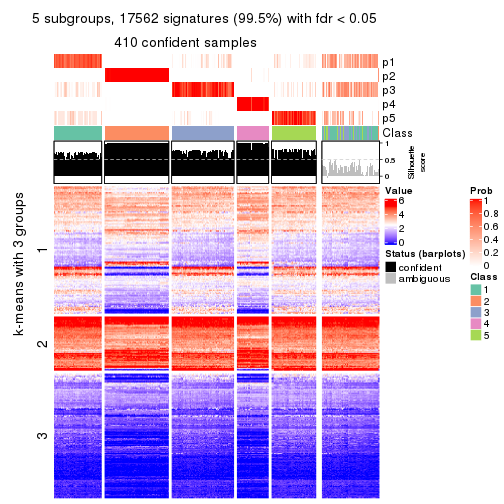 5 subgroups, 17562 signatures (99.5%) with fdr < 0.05
410 confident samples
p1
p2
p3
p4
p5
Class
1
0.5
0
Silhouette
score
k-means with 3 groups
1
2
3
Value
6
4
2
0
Status (barplots)
confident
ambiguous
Prob
1
0.8
0.6
0.4
0.2
0
Class
1
2
3
4
5